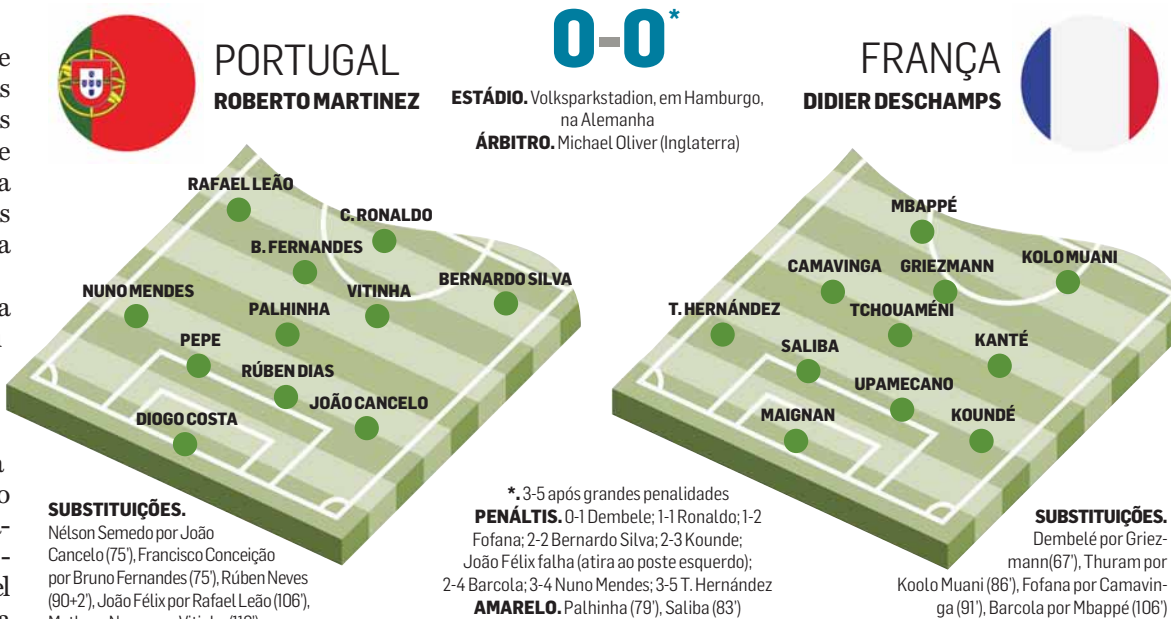 PORTUGAL
ROBERTO MARTINEZ
0-0*
ESTÁDIO. Volksparkstadion, em Hamburgo,
na Alemanha
ÁRBITRO. Michael Oliver (Inglaterra)
FRANÇA
DIDIER DESCHAMPS
RAFAEL LEÃO
C. RONALDO
B. FERNANDES
BERNARDO SILVA
NUNO MENDES
VITINHA
PALHINHA
PEPE
RÚBEN DIAS
JOÃO CANCELO
DIOGO COSTA
MBAPPÉ
KOLO MUANI
CAMAVINGA
GRIEZMANN
T. HERNÁNDEZ
TCHOUAMÉNI
SALIBA
KANTÉ
UPAMECANO
MAIGNAN
KOUNDÉ
SUBSTITUIÇÕES.
Nélson Semedo por João
Cancelo (75'), Francisco Conceição
por Bruno Fernandes (75'), Rúben Neves
(90+2'), João Félix por Rafael Leão (106'),
*. 3-5 após grandes penalidades
PENÁLTIS. 0-1 Dembele; 1-1 Ronaldo; 1-2
Fofana; 2-2 Bernardo Silva; 2-3 Kounde;
João Félix falha (atira ao poste esquerdo);
2-4 Barcola; 3-4 Nuno Mendes; 3-5 T. Hernández
AMARELO. Palhinha (79'), Saliba (83')
SUBSTITUIÇÕES.
Dembelé por Griez-
mann(67'), Thuram por
Koolo Muani (86'), Fofana por Camavin-
ga (91'), Barcola por Mbappé (106')